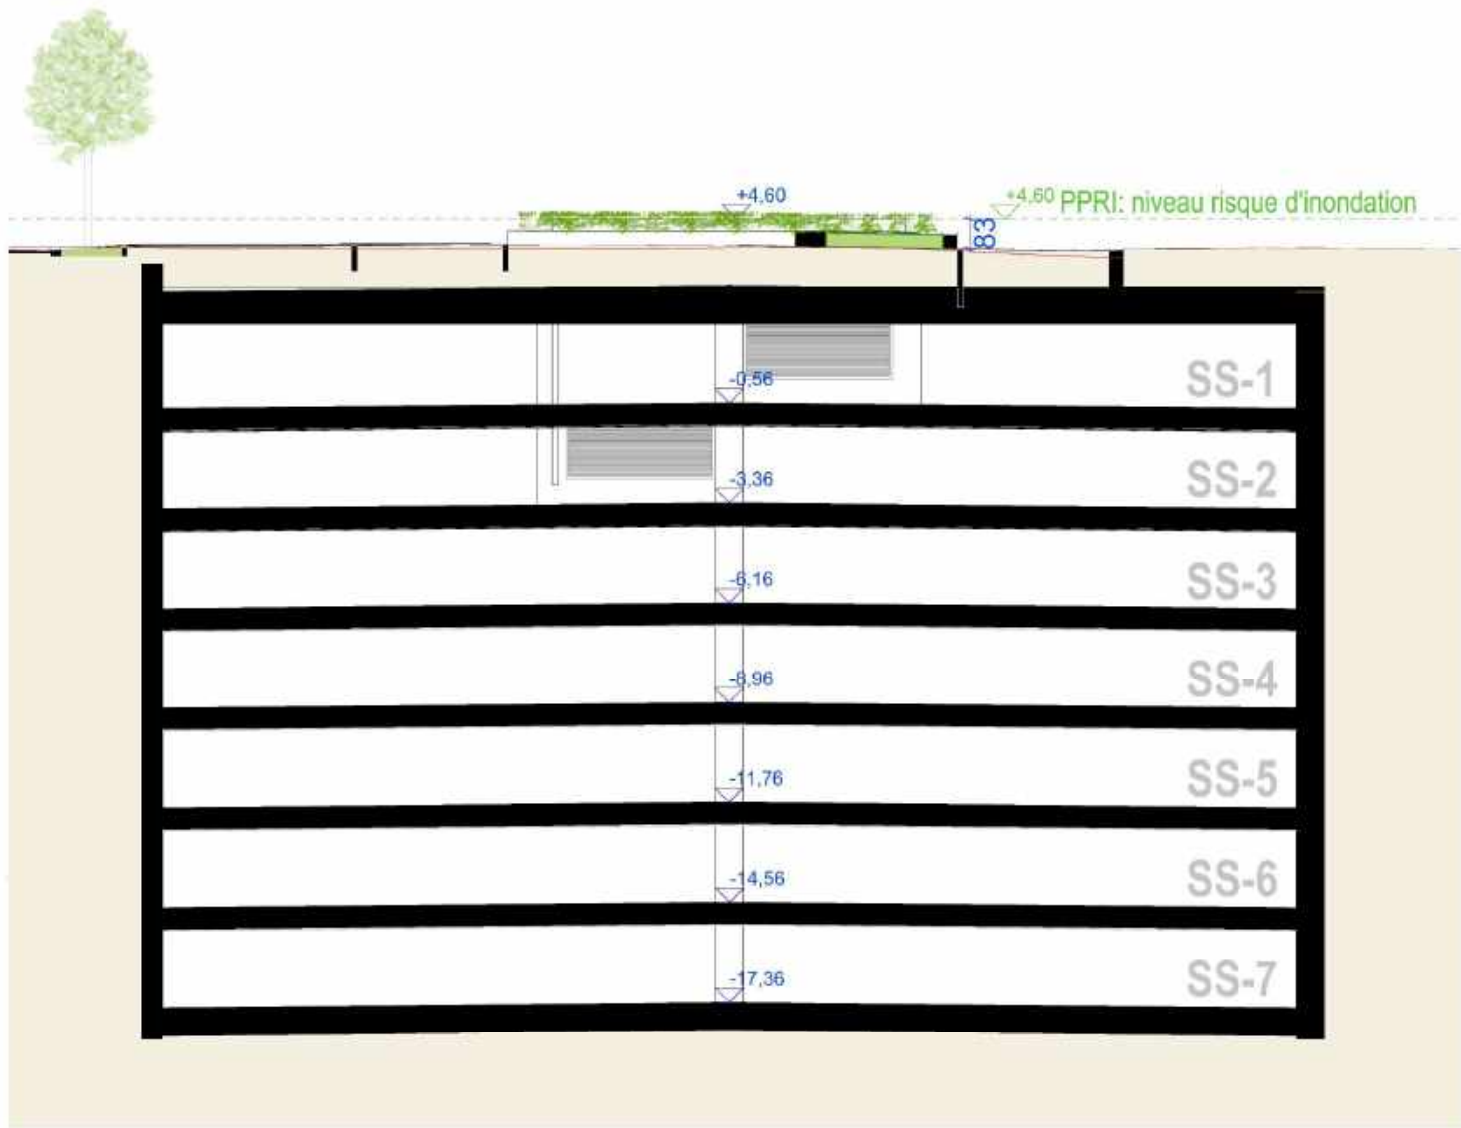 +4,60
+4,60 PPRI: niveau risque d'inondation
83
-0,56
SS-1
-3,36
SS-2
-6,16
SS-3
-8,96
SS-4
-11,76
SS-5
-14,56
SS-6
-17,36
SS-7